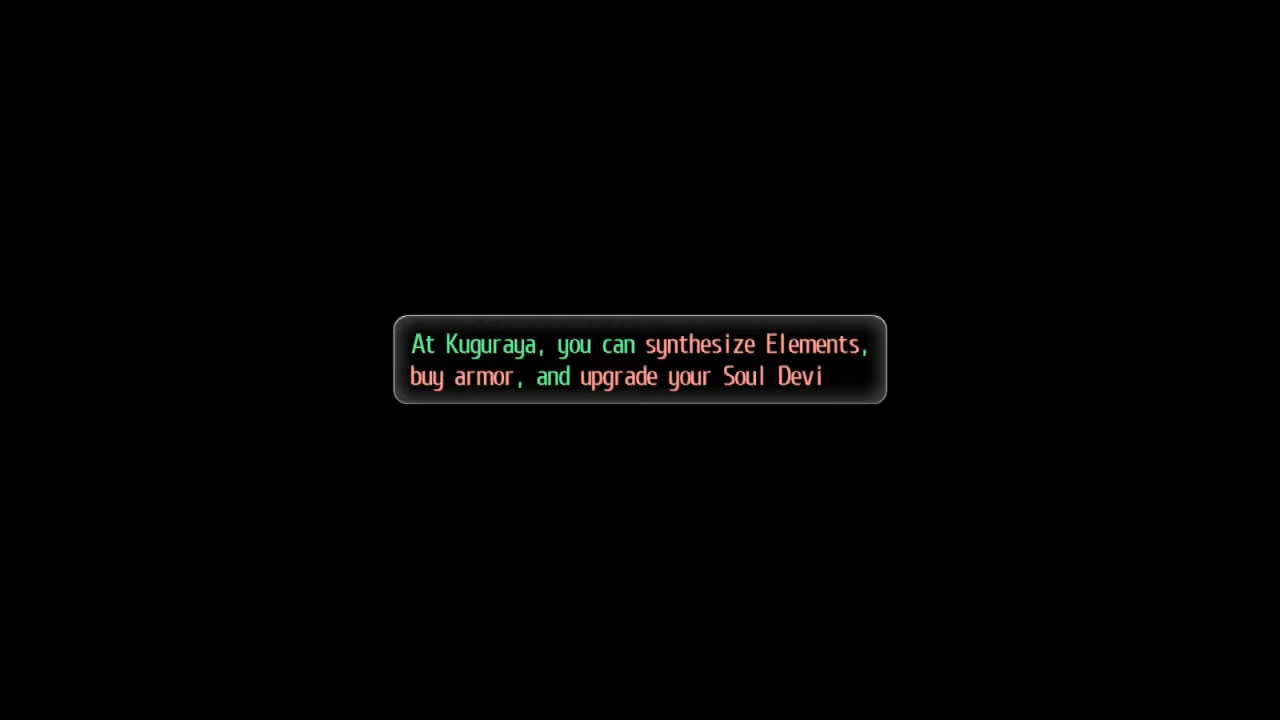 At Kuguraya, you can synthesize Elements,
buy armor, and upgrade your Soul Devi